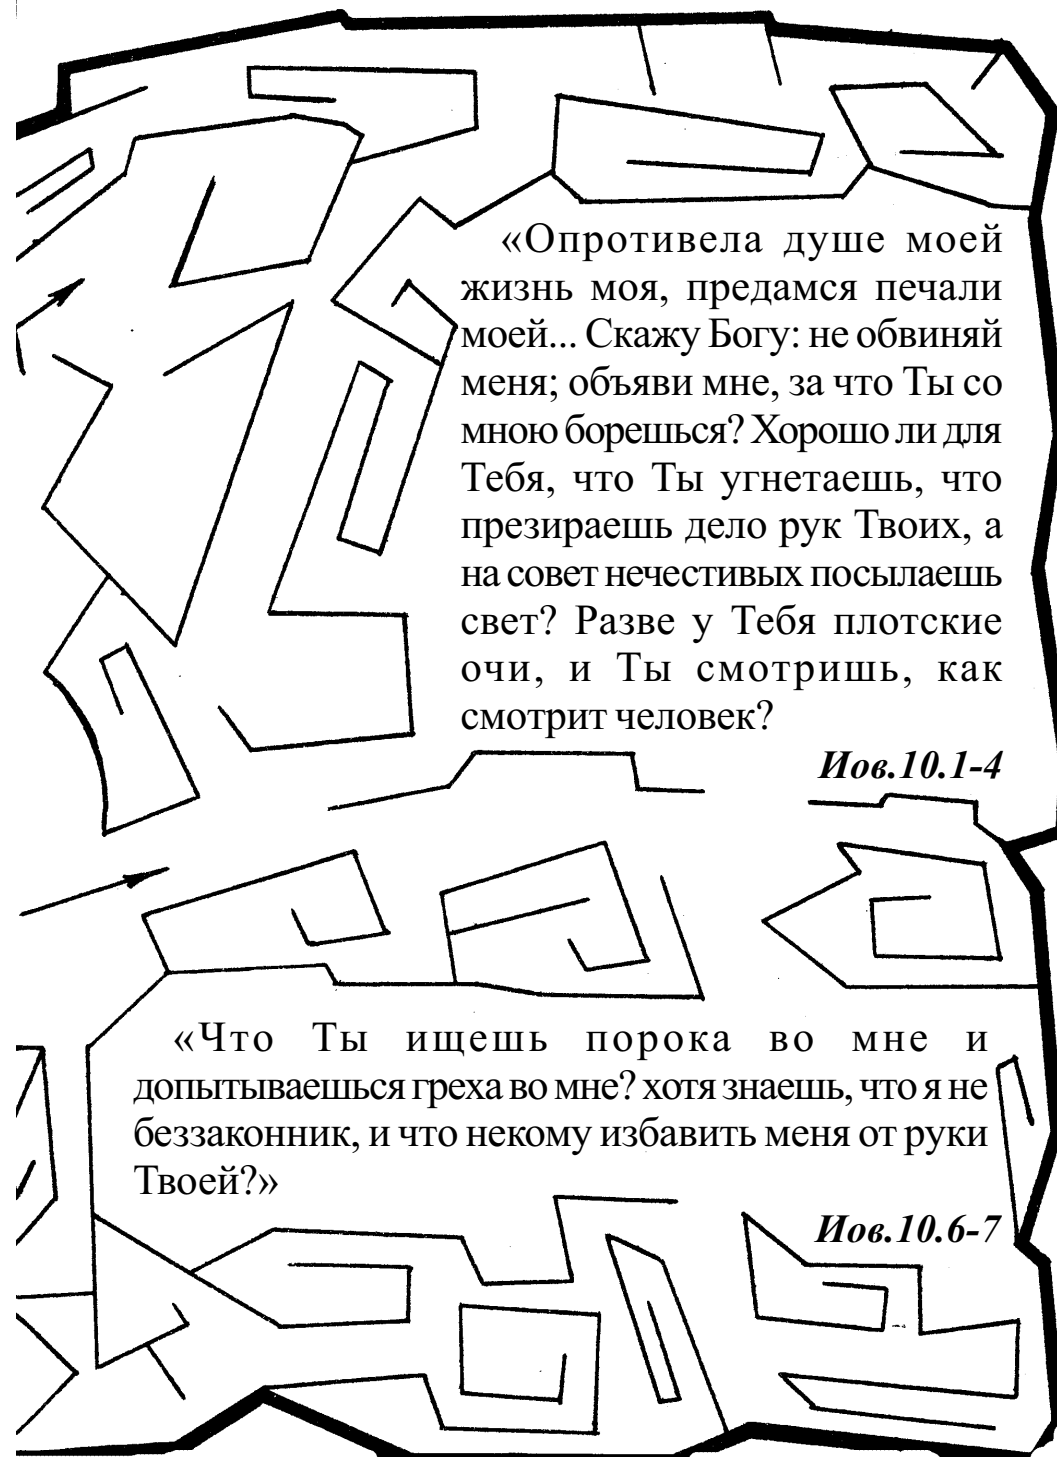 «Опротивела душе моей
жизнь моя, предамся печали
моей... Скажу Богу: не обвиняй
меня; объяви мне, за что Ты со
мною борешься? Хорошо ли для
Тебя, что Ты угнетаешь, что
презираешь дело рук Твоих, а
на совет нечестивых посылаешь
свет? Разве у Тебя плотские
очи, и Ты смотришь, как
смотрит человек?
Иов.10.1-4
«Что Ты ищешь порока во мне и
допытываешься греха во мне? хотя знаешь, что я не
беззаконник, и что некому избавить меня от руки
Твоей?»
Иов.10.6-7